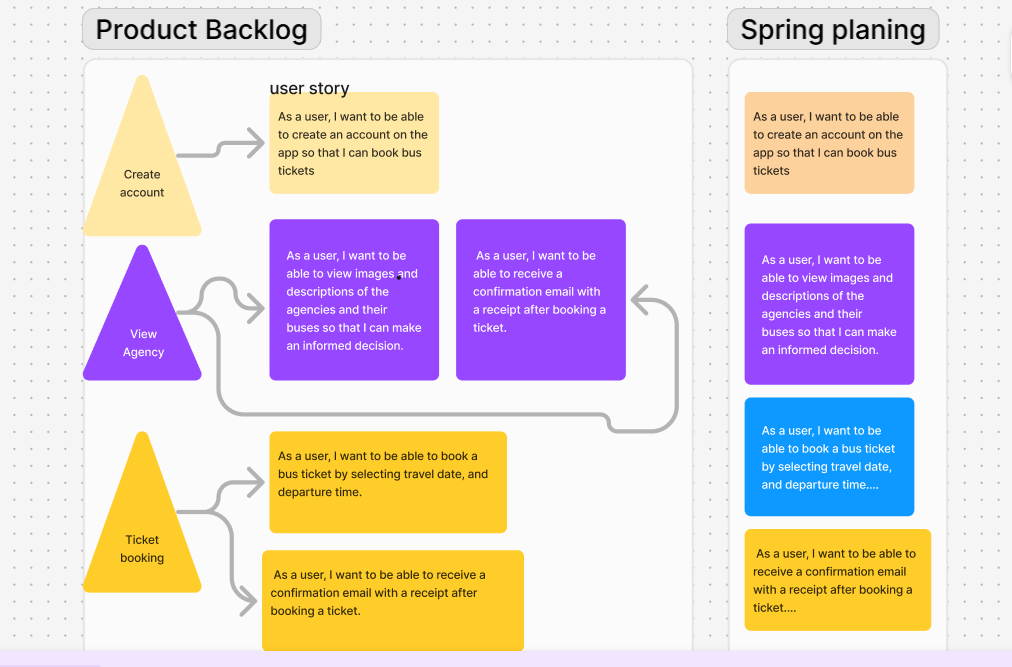 Product Backlog
Spring planing
Create
account
user story
As a user, I want to be able
to create an account on the
app so that I can book bus
tickets
View
Agency
As a user, I want to be
able to view images and
descriptions of the
agencies and their
buses so that I can make
an informed decision.
As a user, I want to be
able to receive a
confirmation email with
a receipt after booking a
ticket.
Ticket
booking
As a user, I want to be able to book a
bus ticket by selecting travel date, and
departure time.
As a user, I want to be able to receive a
confirmation email with a receipt after
booking a ticket.
As a user, I want to be able
to create an account on the
app so that I can book bus
tickets
As a user, I want to be
able to view images and
descriptions of the
agencies and their
buses so that I can make
an informed decision.
As a user, I want to be
able to book a bus ticket
by selecting travel date,
and departure time....
As a user, I want to be able to
receive a confirmation email
with a receipt after booking a
ticket....